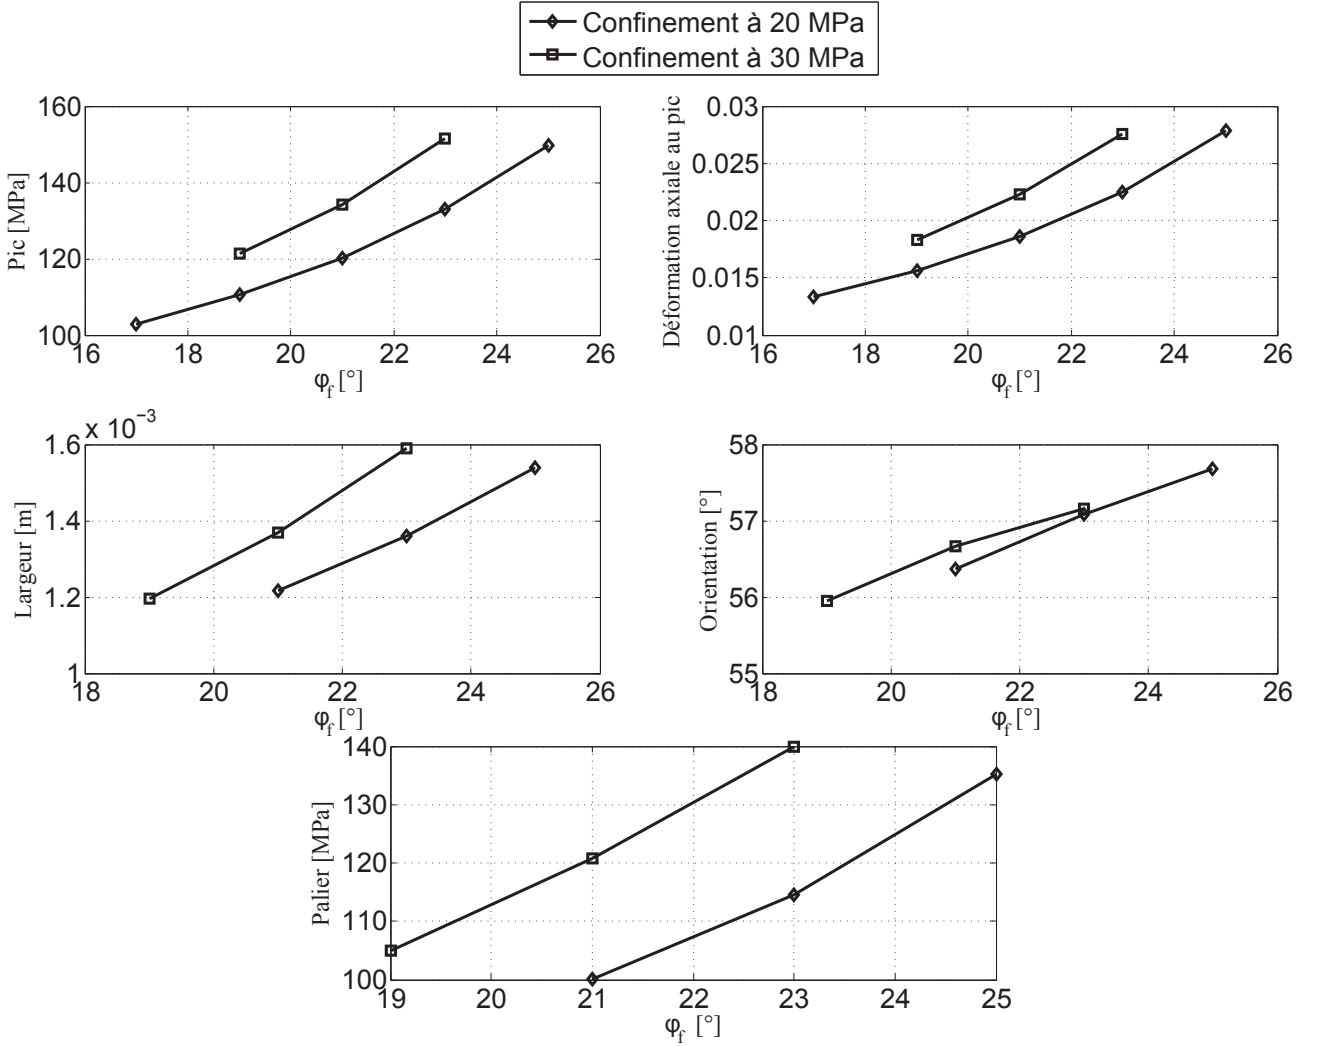 Confinement à 20 MPa
Confinement à 30 MPa
160
140
120
100
Pic [MPa]
16 18 20 22 24 26
φf [°]
0.03
0.025
0.02
0.015
0.01
Déformation axiale au pic
16 18 20 22 24 26
φf [°]
x 10⁻³
1.6
1.4
1.2
1
Largeur [m]
18 20 22 24 26
φf [°]
58
57
56
55
Orientation [°]
18 20 22 24 26
φf [°]
140
130
120
110
100
Palier [MPa]
19 20 21 22 23 24 25
φf [°]